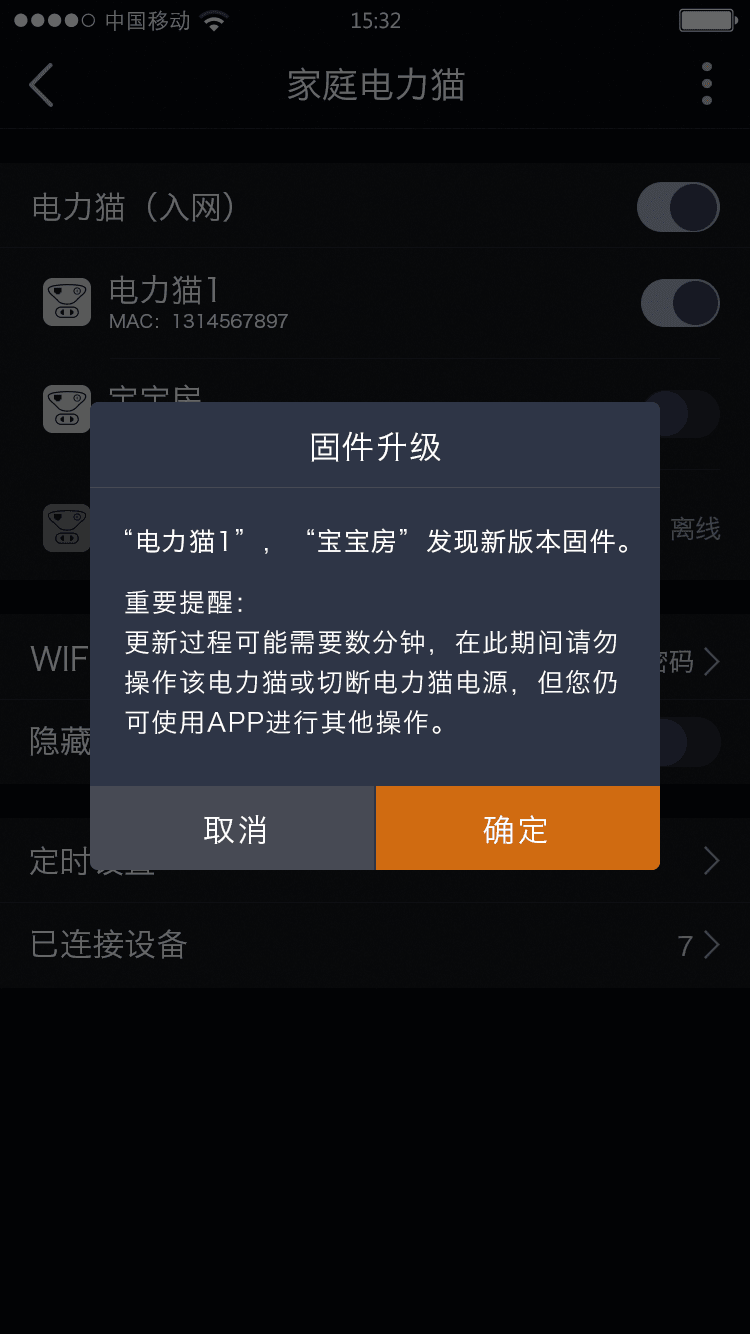 中国移动
15:32
家庭电力猫
电力猫（入网）
电力猫1
MAC：1314567897
宝宝房
固件升级
“电力猫1”，“宝宝房”发现新版本固件。
离线
重要提醒：
更新过程可能需要数分钟，在此期间请勿
操作该电力猫或切断电力猫电源，但您仍
可使用APP进行其他操作。
WIF
密码
隐藏
取消
确定
定时设置
已连接设备
7